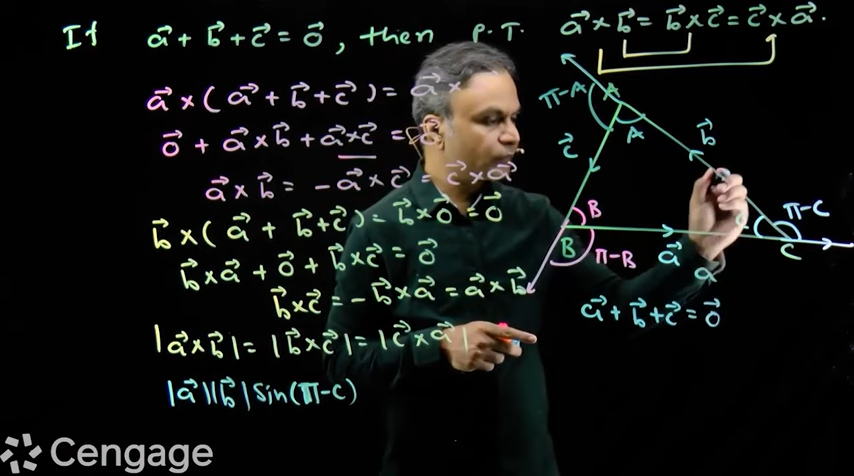 If a⃗ + b⃗ + c⃗ = 0⃗, then P.T. a⃗ × b⃗ = b⃗ × c⃗ = c⃗ × a⃗.
a⃗ × (a⃗ + b⃗ + c⃗) = a⃗ ×
0⃗ + a⃗ × b⃗ + a⃗ × c⃗ =
a⃗ × b⃗ = -a⃗ × c⃗ = c⃗ × a⃗
b⃗ × (a⃗ + b⃗ + c⃗) = b⃗ × 0⃗ = 0⃗
b⃗ × a⃗ + 0⃗ + b⃗ × c⃗ = 0⃗
b⃗ × c⃗ = -b⃗ × a⃗ = a⃗ × b⃗
|a⃗ × b⃗| = |b⃗ × c⃗| = |c⃗ × a⃗|
|a⃗||b⃗| sin(π-C)
π-A
A
A
b⃗
c⃗
B
π-C
B
π-B
a⃗
C
a
a⃗ + b⃗ + c⃗ = 0⃗
Cengage